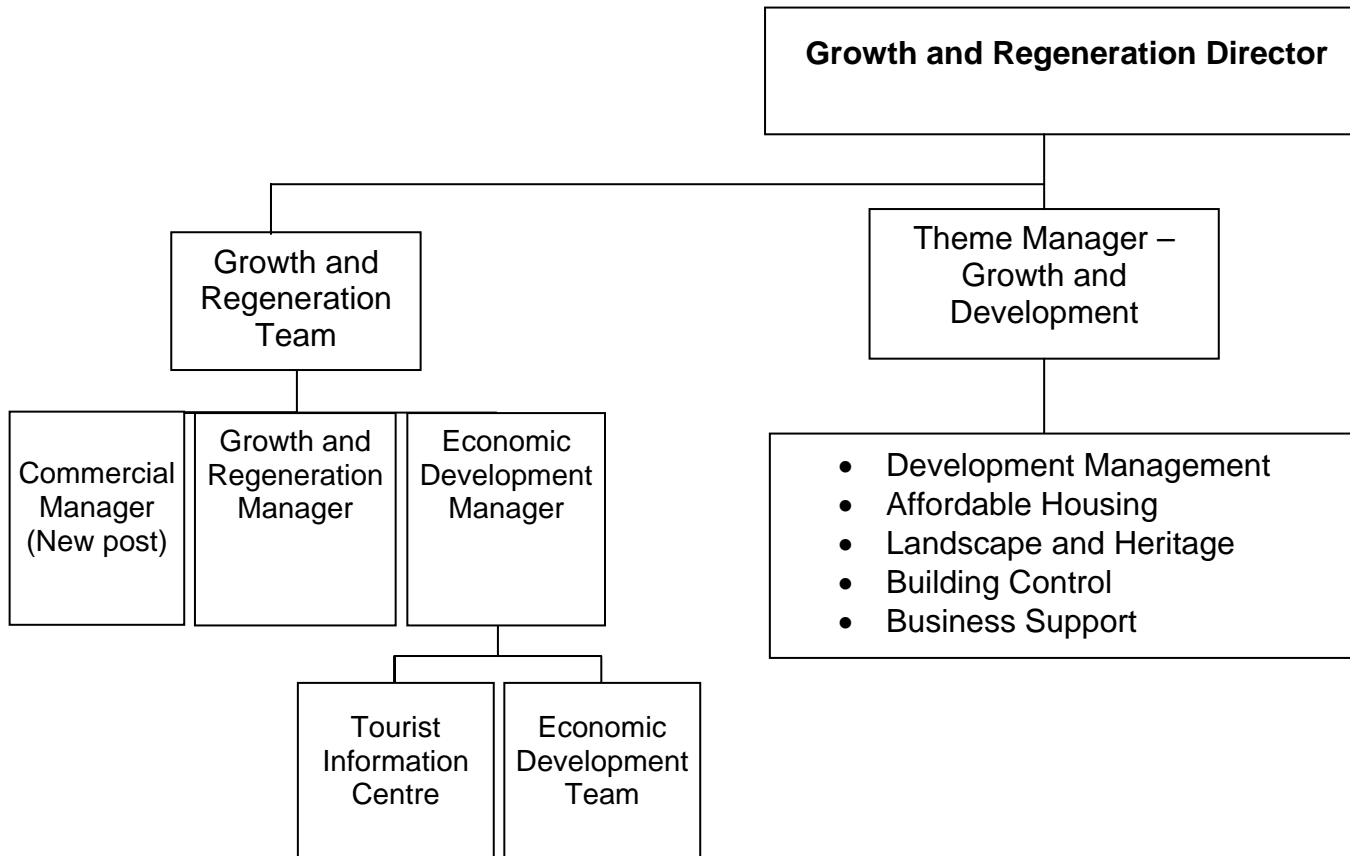 Growth and Regeneration Director
Growth and
Regeneration
Team
Theme Manager –
Growth and
Development
Commercial
Manager
(New post)
Growth and
Regeneration
Manager
Economic
Development
Manager
• Development Management
• Affordable Housing
• Landscape and Heritage
• Building Control
• Business Support
Tourist
Information
Centre
Economic
Development
Team